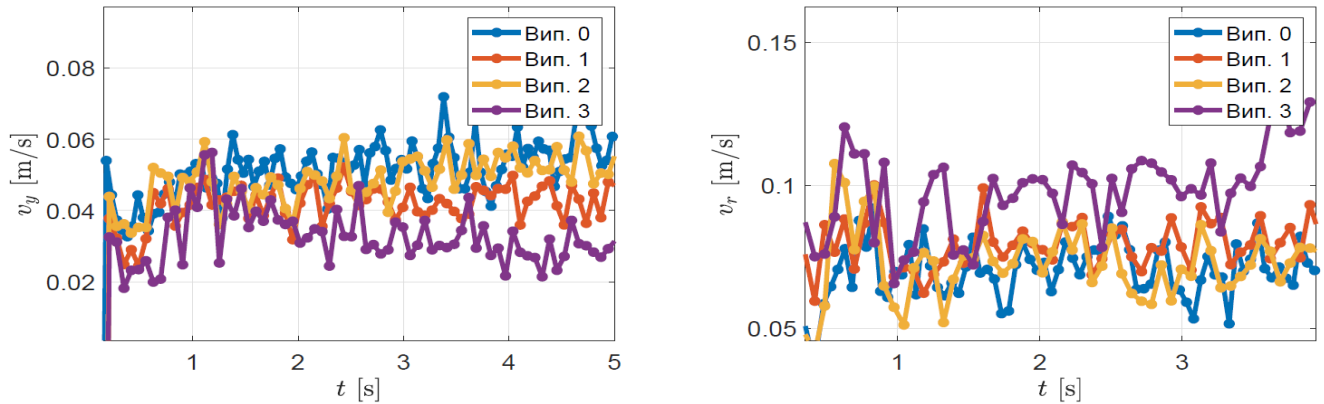 Вип. 0
Вип. 1
Вип. 2
Вип. 3
0.08
0.06
0.04
0.02
v_y [m/s]
1 2 3 4 5
t [s]
Вип. 0
Вип. 1
Вип. 2
Вип. 3
0.15
0.1
0.05
v_r [m/s]
1 2 3
t [s]